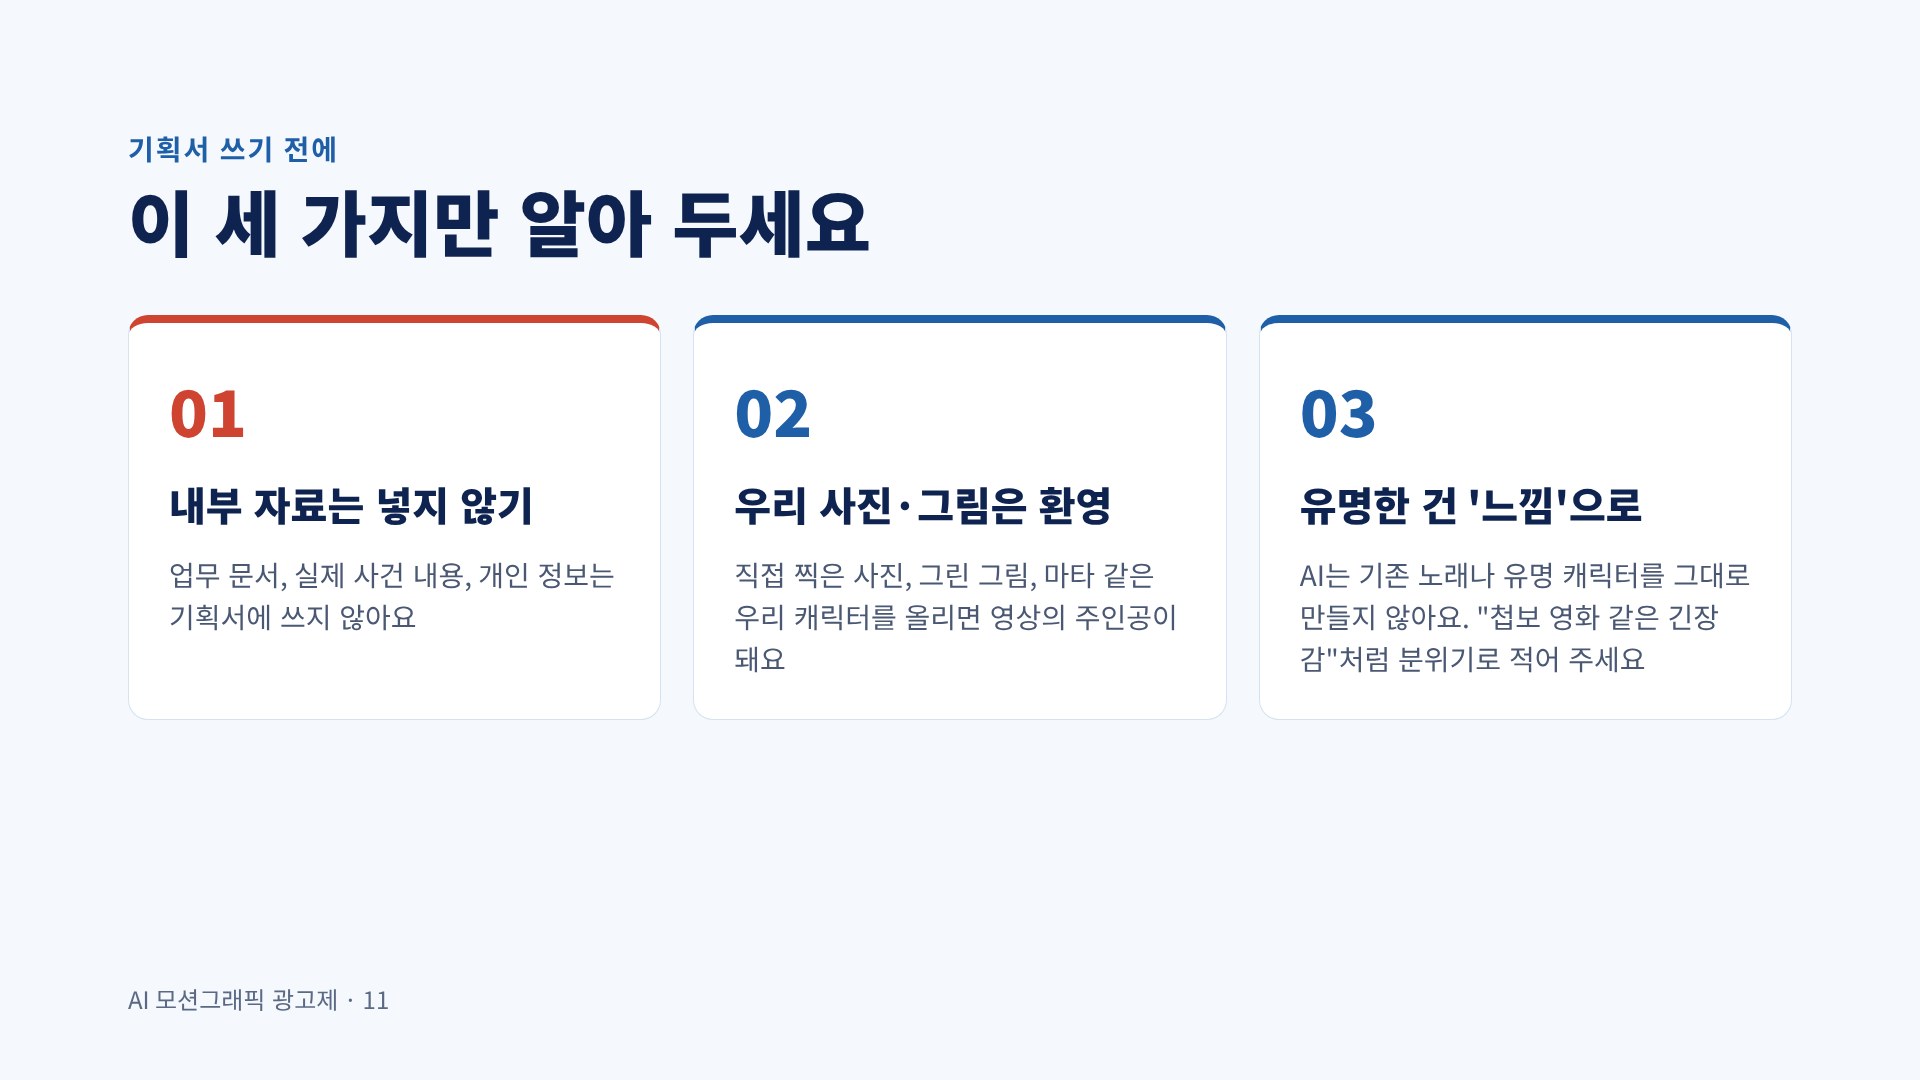 기획서 쓰기 전에
이 세 가지만 알아 두세요
01
내부 자료는 넣지 않기
업무 문서, 실제 사건 내용, 개인 정보는
기획서에 쓰지 않아요
02
우리 사진·그림은 환영
직접 찍은 사진, 그린 그림, 마타 같은
우리 캐릭터를 올리면 영상의 주인공이
돼요
03
유명한 건 '느낌'으로
AI는 기존 노래나 유명 캐릭터를 그대로
만들지 않아요. "첩보 영화 같은 긴장
감"처럼 분위기로 적어 주세요
AI 모션그래픽 광고제 · 11